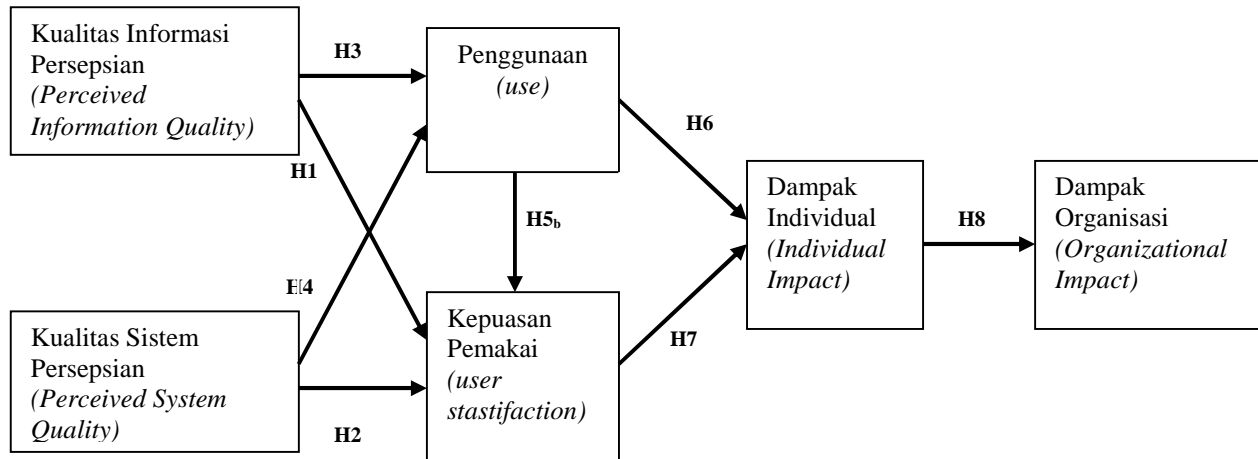 Kualitas Informasi
Persepsian
(Perceived
Information Quality)
H3
Penggunaan
(use)
H6
H1
H5b
Dampak
Individual
(Individual
Impact)
H8
Dampak
Organisasi
(Organizational
Impact)
H4
Kualitas Sistem
Persepsian
(Perceived System
Quality)
H2
Kepuasan
Pemakai
(user
stastifaction)
H7